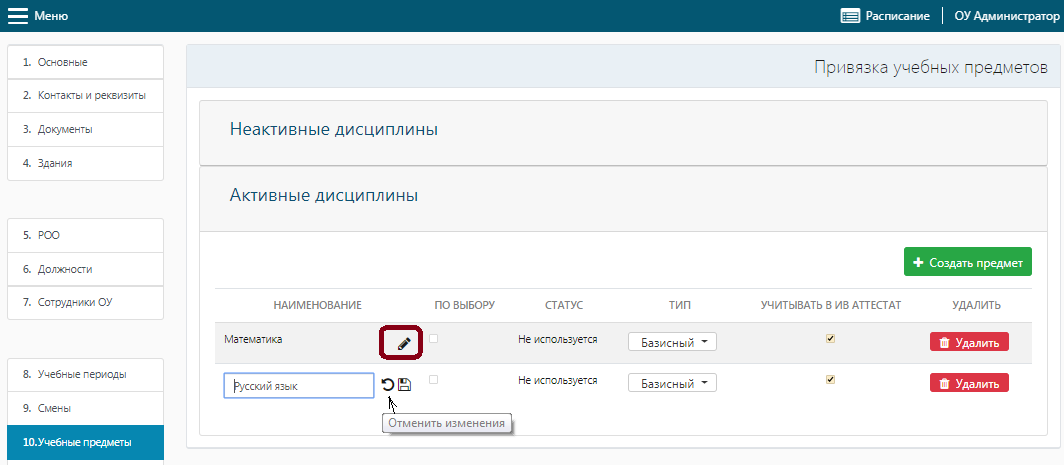 Меню
Расписание
ОУ Администратор
1. Основные
2. Контакты и реквизиты
3. Документы
4. Здания
5. РОО
6. Должности
7. Сотрудники ОУ
8. Учебные периоды
9. Смены
10.Учебные предметы
Привязка учебных предметов
Неактивные дисциплины
Активные дисциплины
Создать предмет
НАИМЕНОВАНИЕ ПО ВЫБОРУ СТАТУС ТИП УЧИТЫВАТЬ В ИВ АТТЕСТАТ УДАЛИТЬ
Математика Не используется Базисный Удалить
Русский язык Не используется Базисный Удалить
Отменить изменения